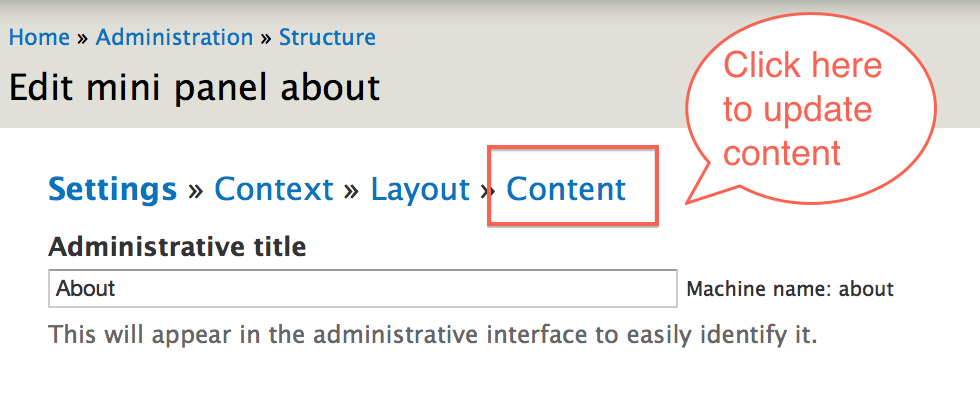 Home » Administration » Structure
Edit mini panel about
Click here
to update
content
Settings » Context » Layout » Content
Administrative title
About
Machine name: about
This will appear in the administrative interface to easily identify it.